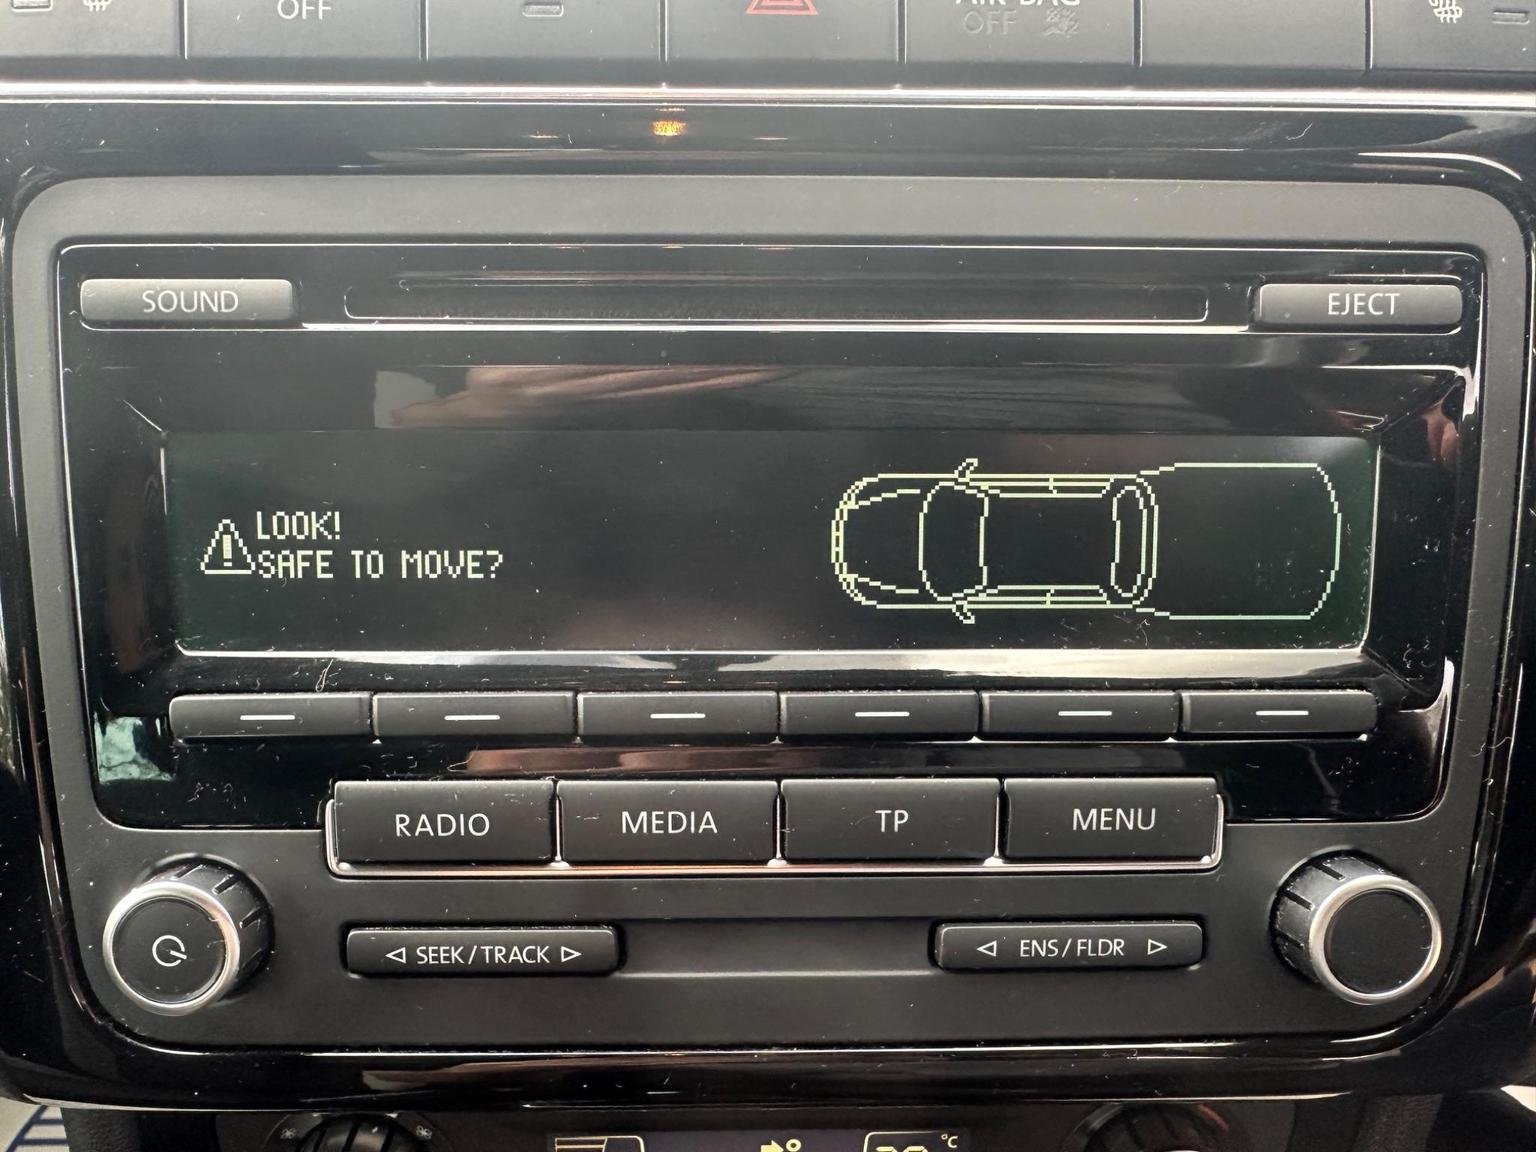 OFF
AIR BAG
OFF
SOUND
EJECT
LOOK!
SAFE TO MOVE?
RADIO
MEDIA
TP
MENU
SEEK / TRACK
ENS / FLDR
°C